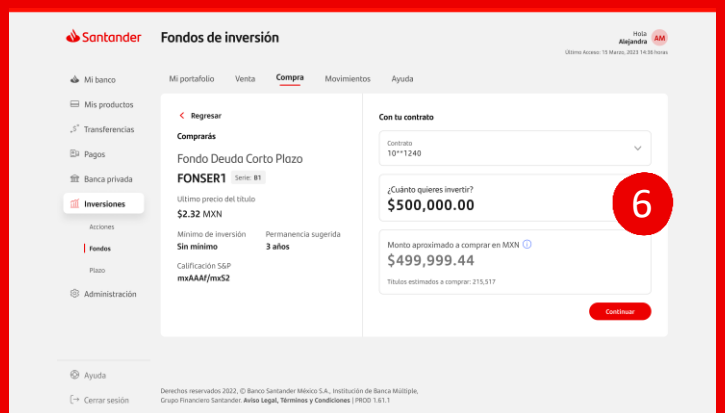 Santander
Fondos de inversión
Hola
Alejandra
AM
Último Acceso: 15 Marzo, 2023 14:36 horas
Mi banco
Mis productos
Transferencias
Pagos
Banca privada
Inversiones
Acciones
Fondos
Plazo
Administración
Ayuda
Cerrar sesión
Mi portafolio Venta Compra Movimientos Ayuda
Regresar
Comprarás
Fondo Deuda Corto Plazo
FONSER1 Serie: B1
Ultimo precio del título
$2.32 MXN
Mínimo de inversión Permanencia sugerida
Sin mínimo 3 años
Calificación S&P
mxAAAf/mxS2
Con tu contrato
Contrato
10**1240
¿Cuánto quieres invertir?
$500,000.00
6
Monto aproximado a comprar en MXN
$499,999.44
Títulos estimados a comprar: 215,517
Continuar
Derechos reservados 2022, © Banco Santander México S.A., Institución de Banca Múltiple,
Grupo Financiero Santander. Aviso Legal, Términos y Condiciones | PROD 1.61.1